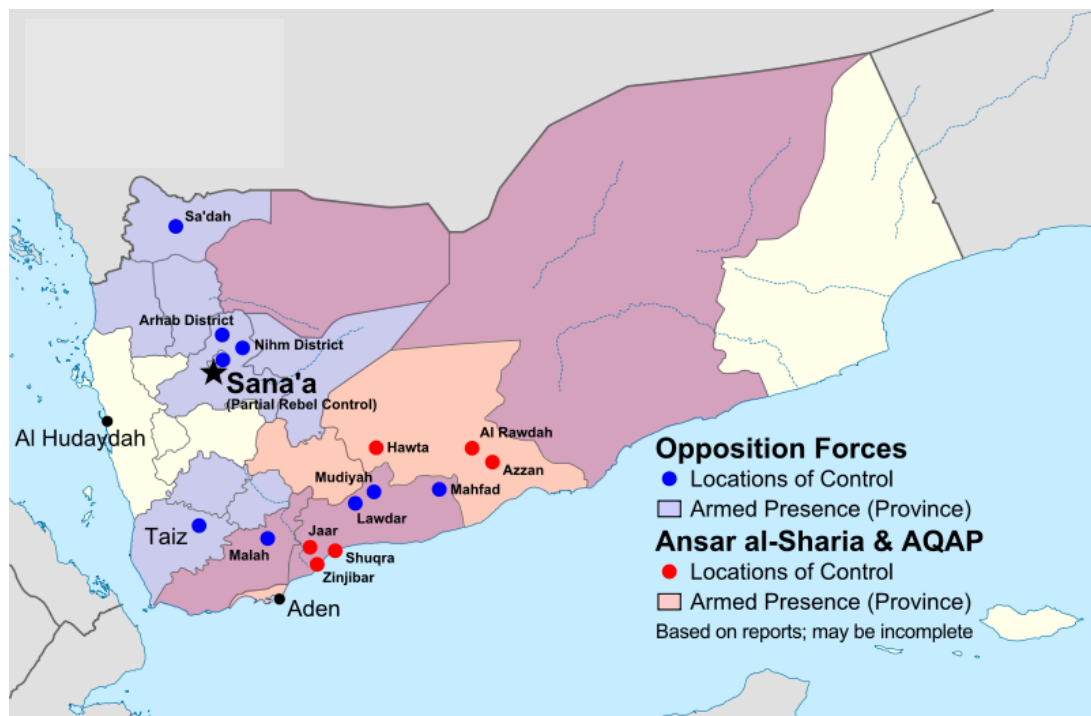 Sa'dah
Arhab District
Nihm District
Sana'a
(Partial Rebel Control)
Al Hudaydah
Hawta
Al Rawdah
Azzan
Mudiyah
Mahfad
Lawdar
Taiz
Malah
Jaar
Shuqra
Zinjibar
Aden
Opposition Forces
Locations of Control
Armed Presence (Province)
Ansar al-Sharia & AQAP
Locations of Control
Armed Presence (Province)
Based on reports; may be incomplete